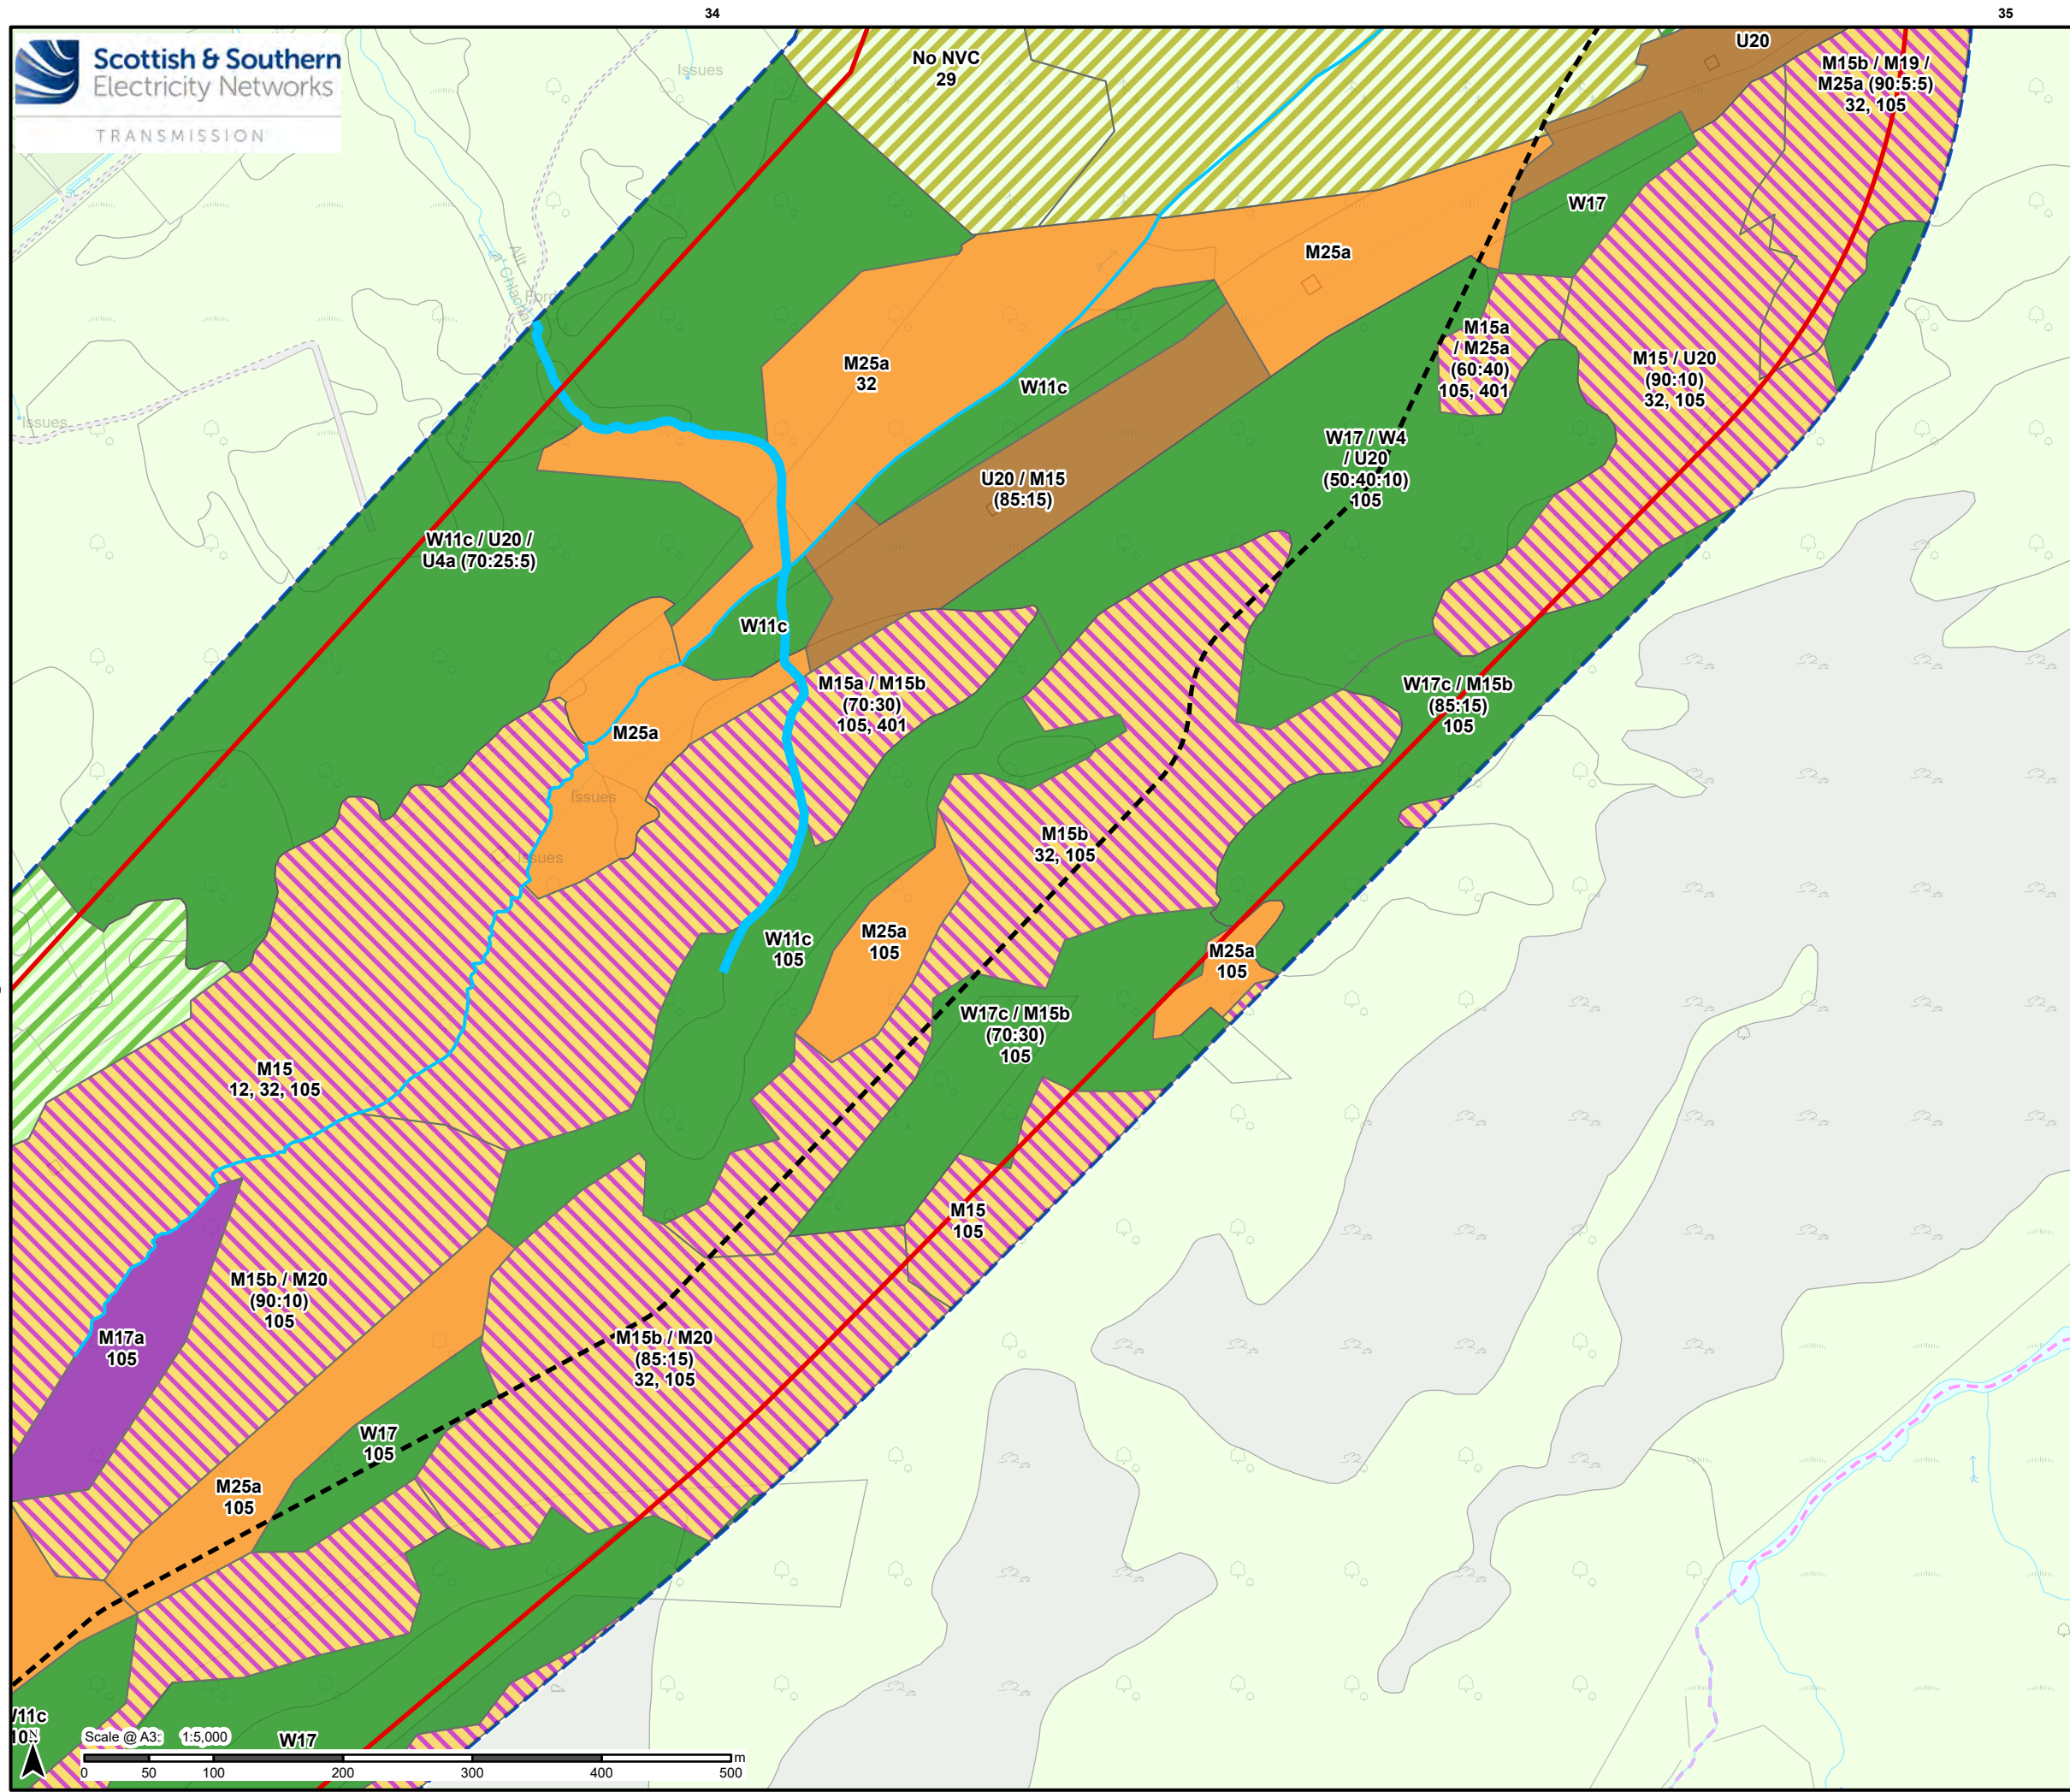 34
35
Scottish & Southern
Electricity Networks
TRANSMISSION
Issues
No NVC
29
U20
M15b / M19 /
M25a (90:5:5)
32, 105
W17
M25a
Allt
a' Chlachain
Ford
M15a
/ M25a
(60:40)
105, 401
M15 / U20
(90:10)
32, 105
M25a
32
W11c
Issues
W17 / W4
/ U20
(50:40:10)
105
U20 / M15
(85:15)
W11c / U20 /
U4a (70:25:5)
W11c
M15a / M15b
(70:30)
105, 401
W17c / M15b
(85:15)
105
M25a
Issues
M15b
32, 105
Issues
W11c
105
M25a
105
M25a
105
W17c / M15b
(70:30)
105
M15
12, 32, 105
M15
105
M15b / M20
(90:10)
105
M17a
105
M15b / M20
(85:15)
32, 105
W17
105
M25a
105
W17
N
Scale @ A3: 1:5,000
m
0 50 100 200 300 400 500